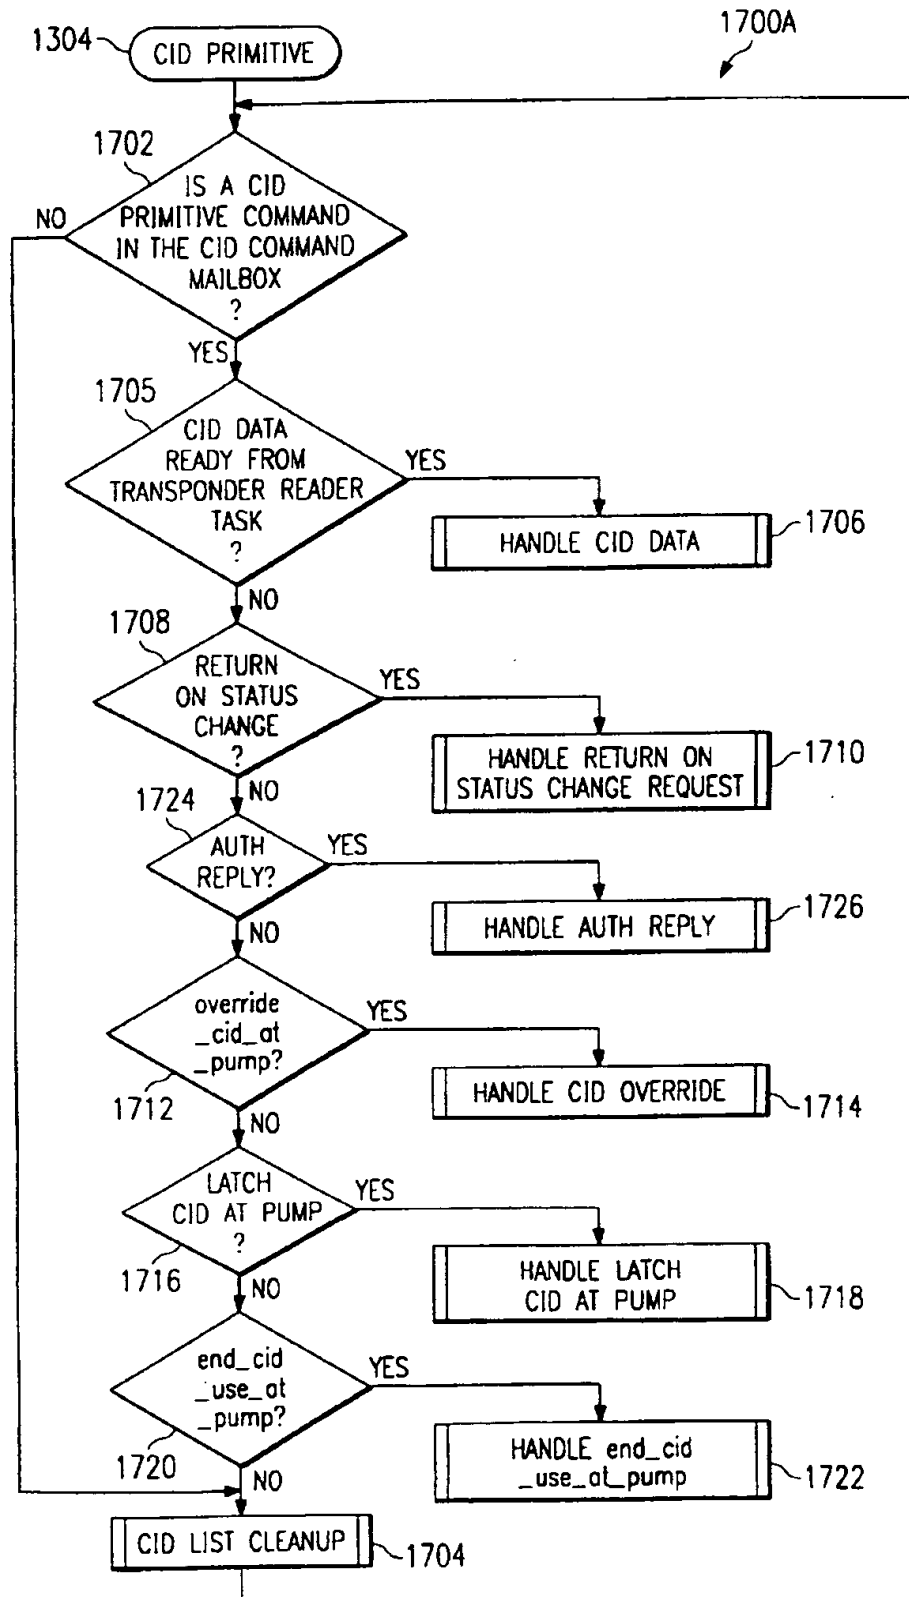 1304
CID PRIMITIVE
1700A
1702
IS A CID
PRIMITIVE COMMAND
IN THE CID COMMAND
MAILBOX
?
NO
YES
1705
CID DATA
READY FROM
TRANSPONDER READER
TASK
?
YES
HANDLE CID DATA
1706
NO
1708
RETURN
ON STATUS
CHANGE
?
YES
HANDLE RETURN ON
STATUS CHANGE REQUEST
1710
NO
1724
AUTH
REPLY?
YES
HANDLE AUTH REPLY
1726
NO
override
_cid_at
_pump?
YES
1712
HANDLE CID OVERRIDE
1714
NO
LATCH
CID AT PUMP
?
YES
1716
HANDLE LATCH
CID AT PUMP
1718
NO
end_cid
_use_at
_pump?
YES
1720
HANDLE end_cid
_use_at_pump
1722
NO
CID LIST CLEANUP
1704